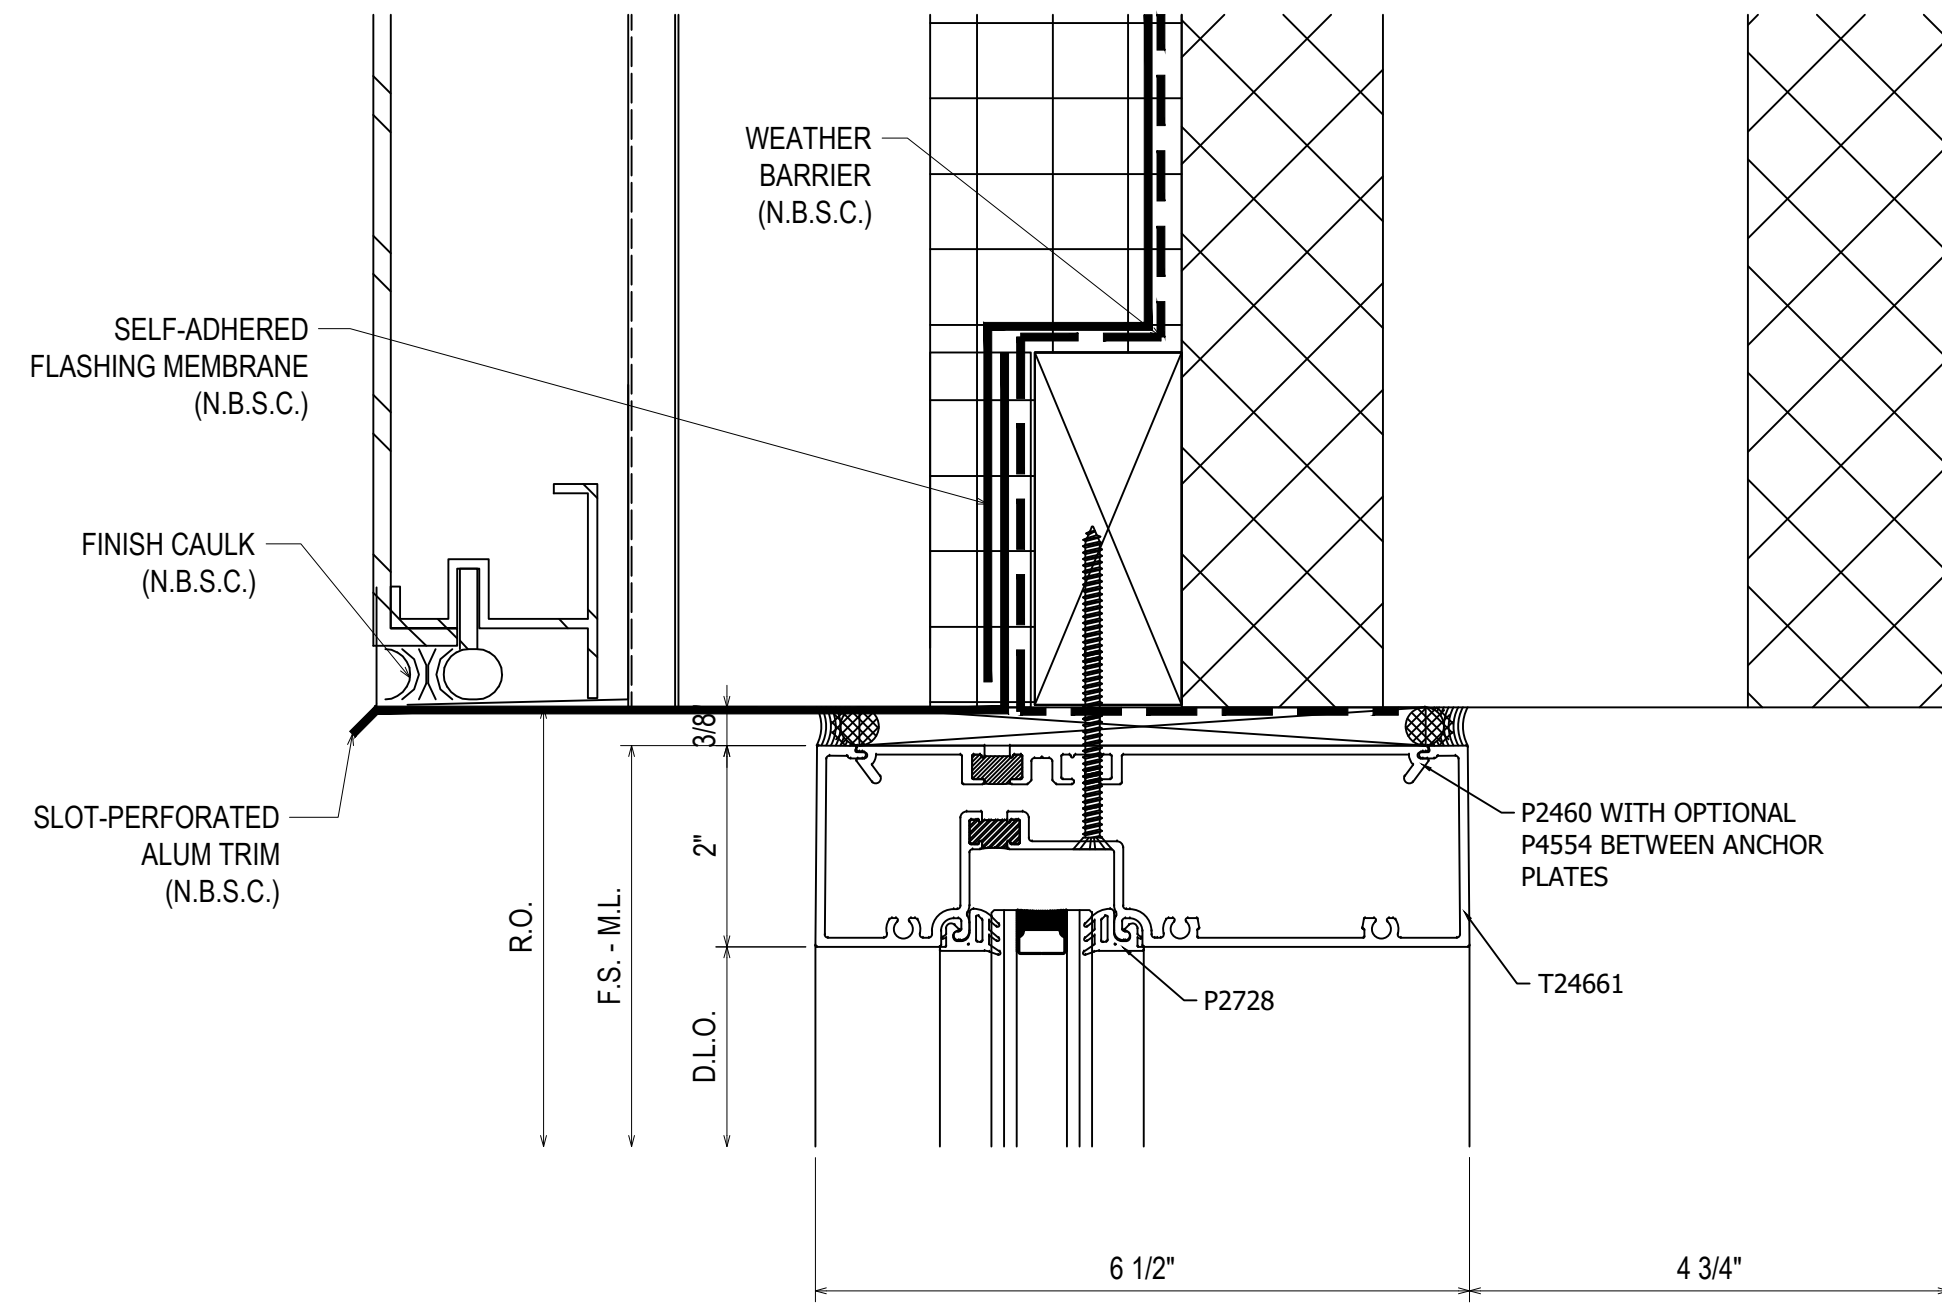 WEATHER
BARRIER
(N.B.S.C.)
SELF-ADHERED
FLASHING MEMBRANE
(N.B.S.C.)
FINISH CAULK
(N.B.S.C.)
SLOT-PERFORATED
ALUM TRIM
(N.B.S.C.)
3/8"
2"
R.O.
F.S. - M.L.
D.L.O.
P2460 WITH OPTIONAL
P4554 BETWEEN ANCHOR
PLATES
T24661
P2728
6 1/2"
4 3/4"